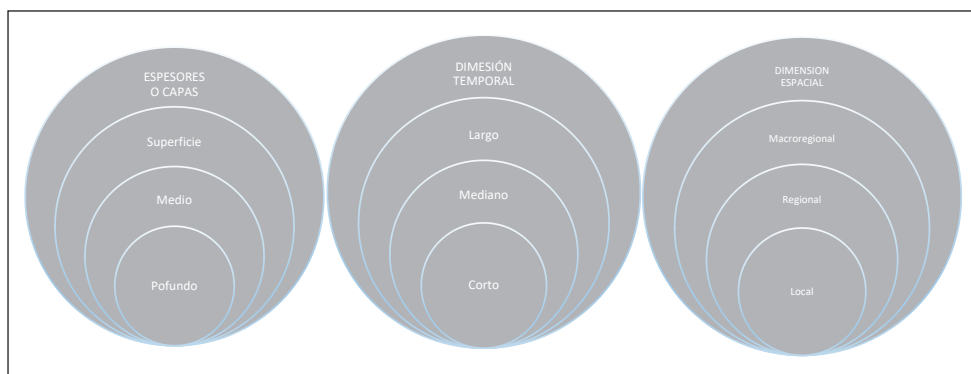 ESPESORES
O CAPAS
Superficie
Medio
Pofundo
DIMESIÓN
TEMPORAL
Largo
Mediano
Corto
DIMENSION
ESPACIAL
Macroregional
Regional
Local